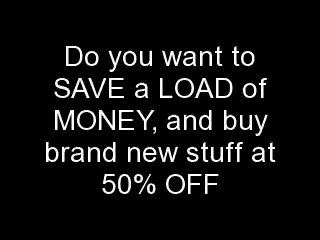 Do you want to
SAVE a LOAD of
MONEY, and buy
brand new stuff at
50% OFF